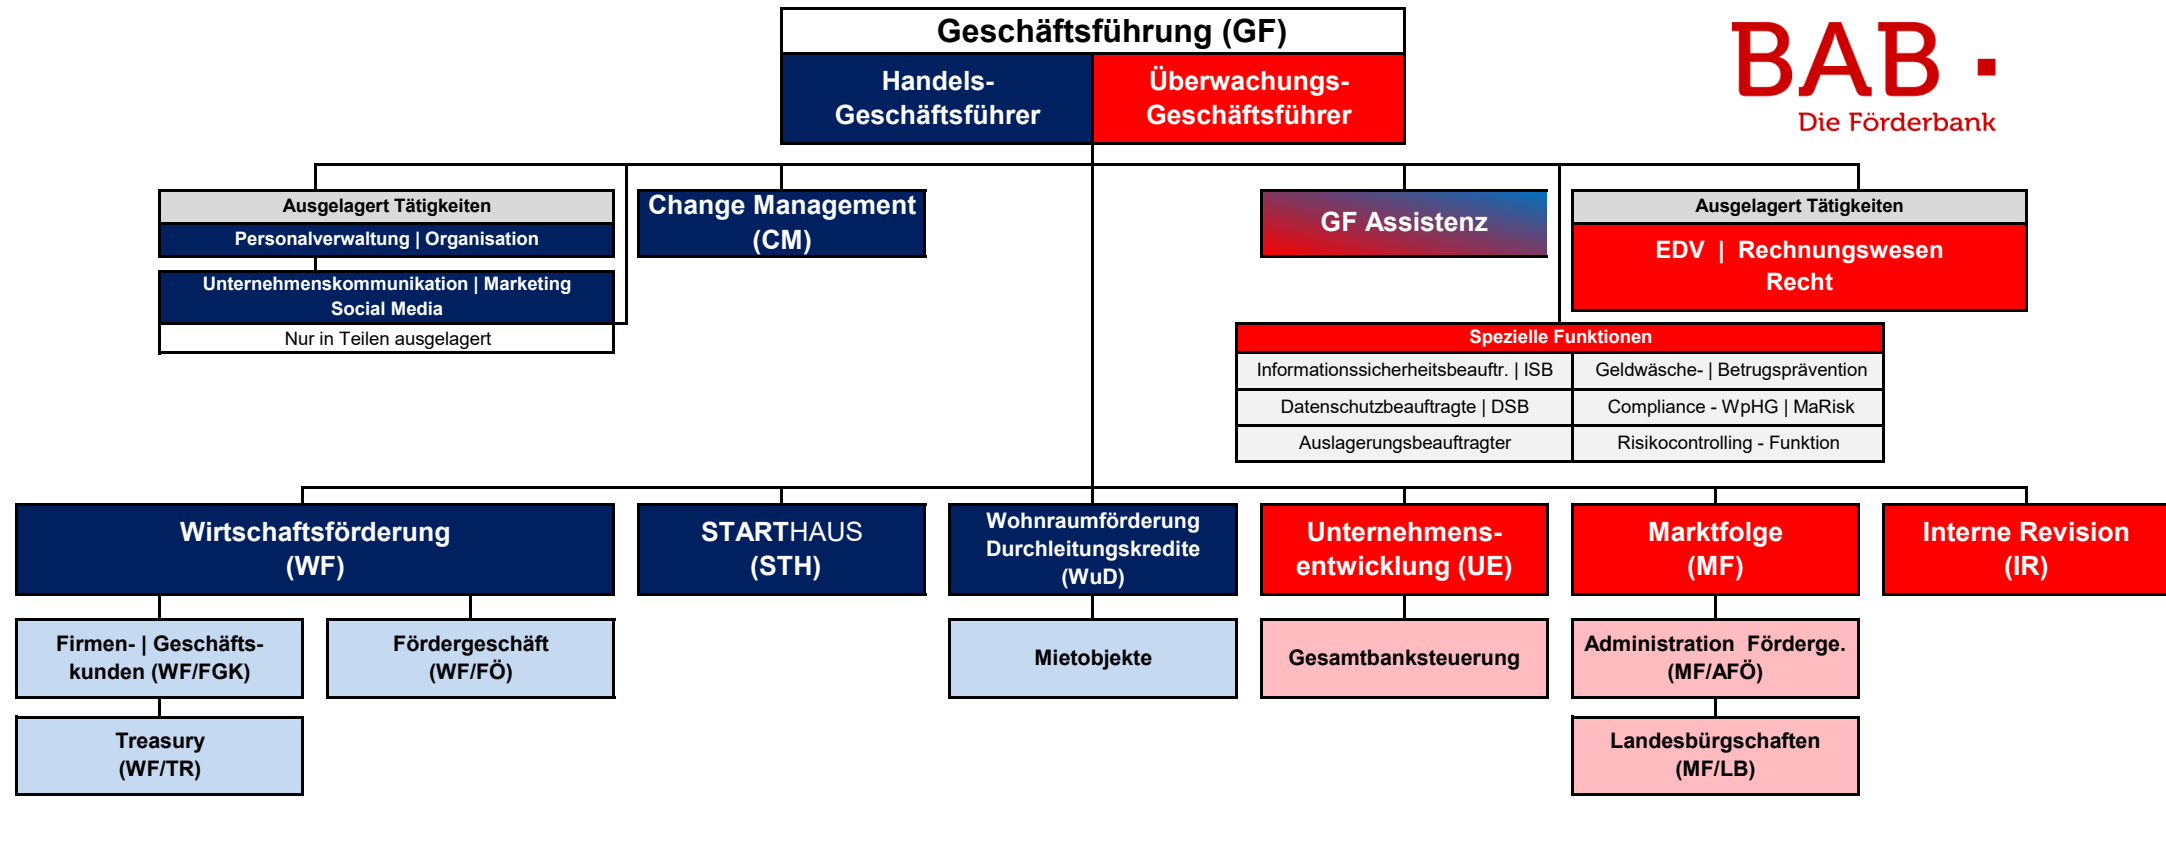 Geschäftsführung (GF)
Handels-
Geschäftsführer
Überwachungs-
Geschäftsführer
BAB
Die Förderbank
Ausgelagert Tätigkeiten
Personalverwaltung | Organisation
Unternehmenskommunikation | Marketing
Social Media
Nur in Teilen ausgelagert
Change Management
(CM)
GF Assistenz
Ausgelagert Tätigkeiten
EDV | Rechnungswesen
Recht
Spezielle Funktionen
Informationssicherheitsbeauftr. | ISB
Geldwäsche- | Betrugsprävention
Datenschutzbeauftragte | DSB
Compliance - WpHG | MaRisk
Auslagerungsbeauftragter
Risikocontrolling - Funktion
Wirtschaftsförderung
(WF)
STARTHAUS
(STH)
Wohnraumförderung
Durchleitungskredite
(WuD)
Unternehmens-
entwicklung (UE)
Marktfolge
(MF)
Interne Revision
(IR)
Firmen- | Geschäfts-
kunden (WF/FGK)
Fördergeschäft
(WF/FÖ)
Mietobjekte
Gesamtbanksteuerung
Administration Förderge.
(MF/AFÖ)
Treasury
(WF/TR)
Landesbürgschaften
(MF/LB)